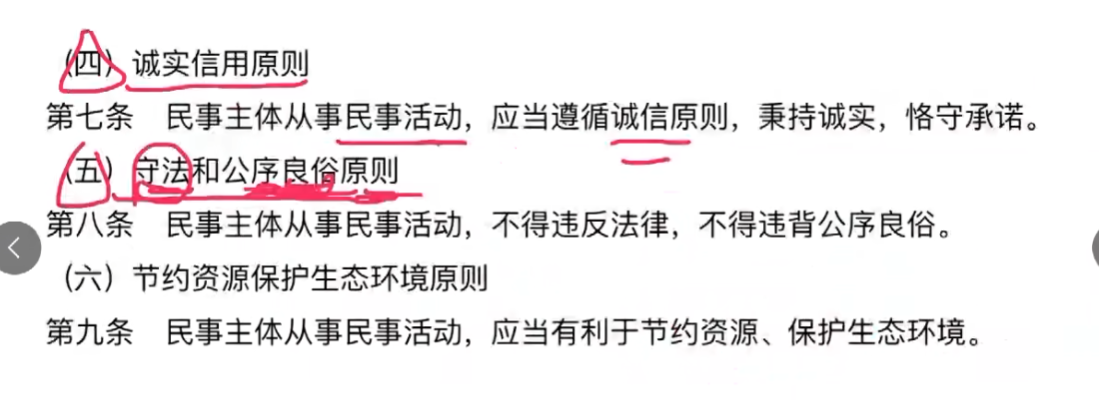 （四）诚实信用原则
第七条　民事主体从事民事活动，应当遵循诚信原则，秉持诚实，恪守承诺。
（五）守法和公序良俗原则
第八条　民事主体从事民事活动，不得违反法律，不得违背公序良俗。
（六）节约资源保护生态环境原则
第九条　民事主体从事民事活动，应当有利于节约资源、保护生态环境。